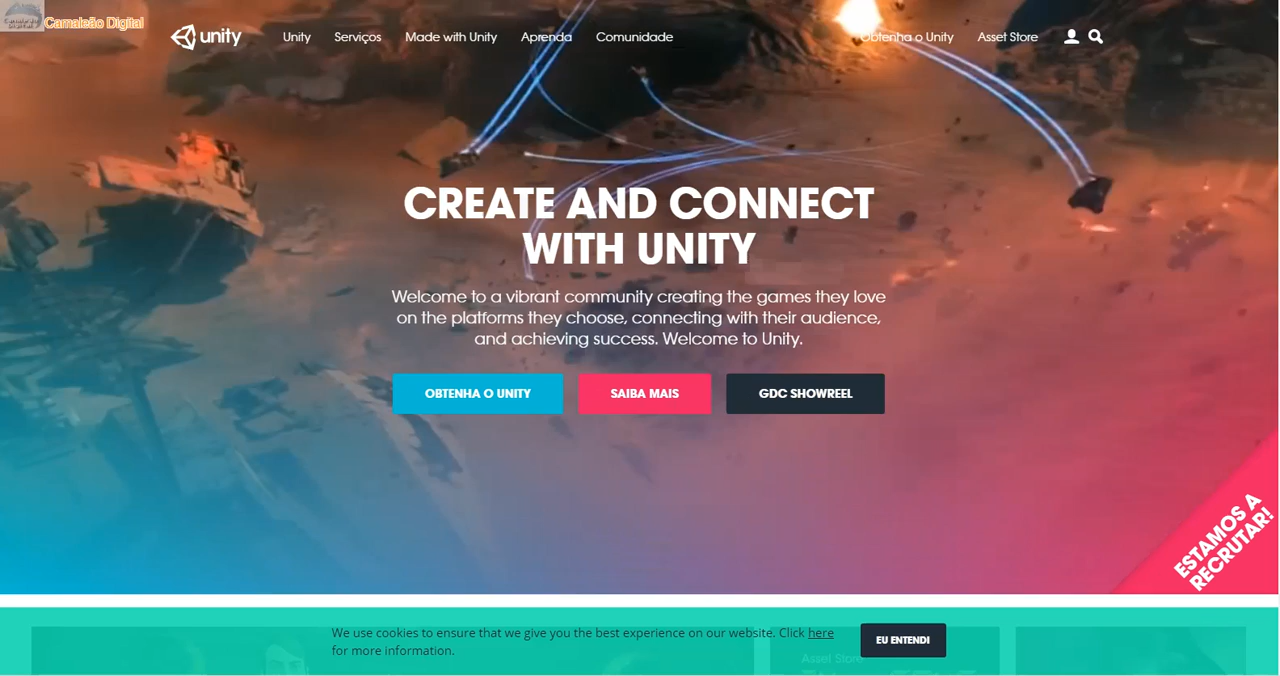 Camaleão Digital
unity
Unity
Serviços
Made with Unity
Aprenda
Comunidade
Obtenha o Unity
Asset Store
CREATE AND CONNECT
WITH UNITY
Welcome to a vibrant community creating the games they love
on the platforms they choose, connecting with their audience,
and achieving success. Welcome to Unity.
OBTENHA O UNITY
SAIBA MAIS
GDC SHOWREEL
ESTAMOS A
RECRUTAR!
We use cookies to ensure that we give you the best experience on our website. Click here
for more information.
EU ENTENDI
Asset Store